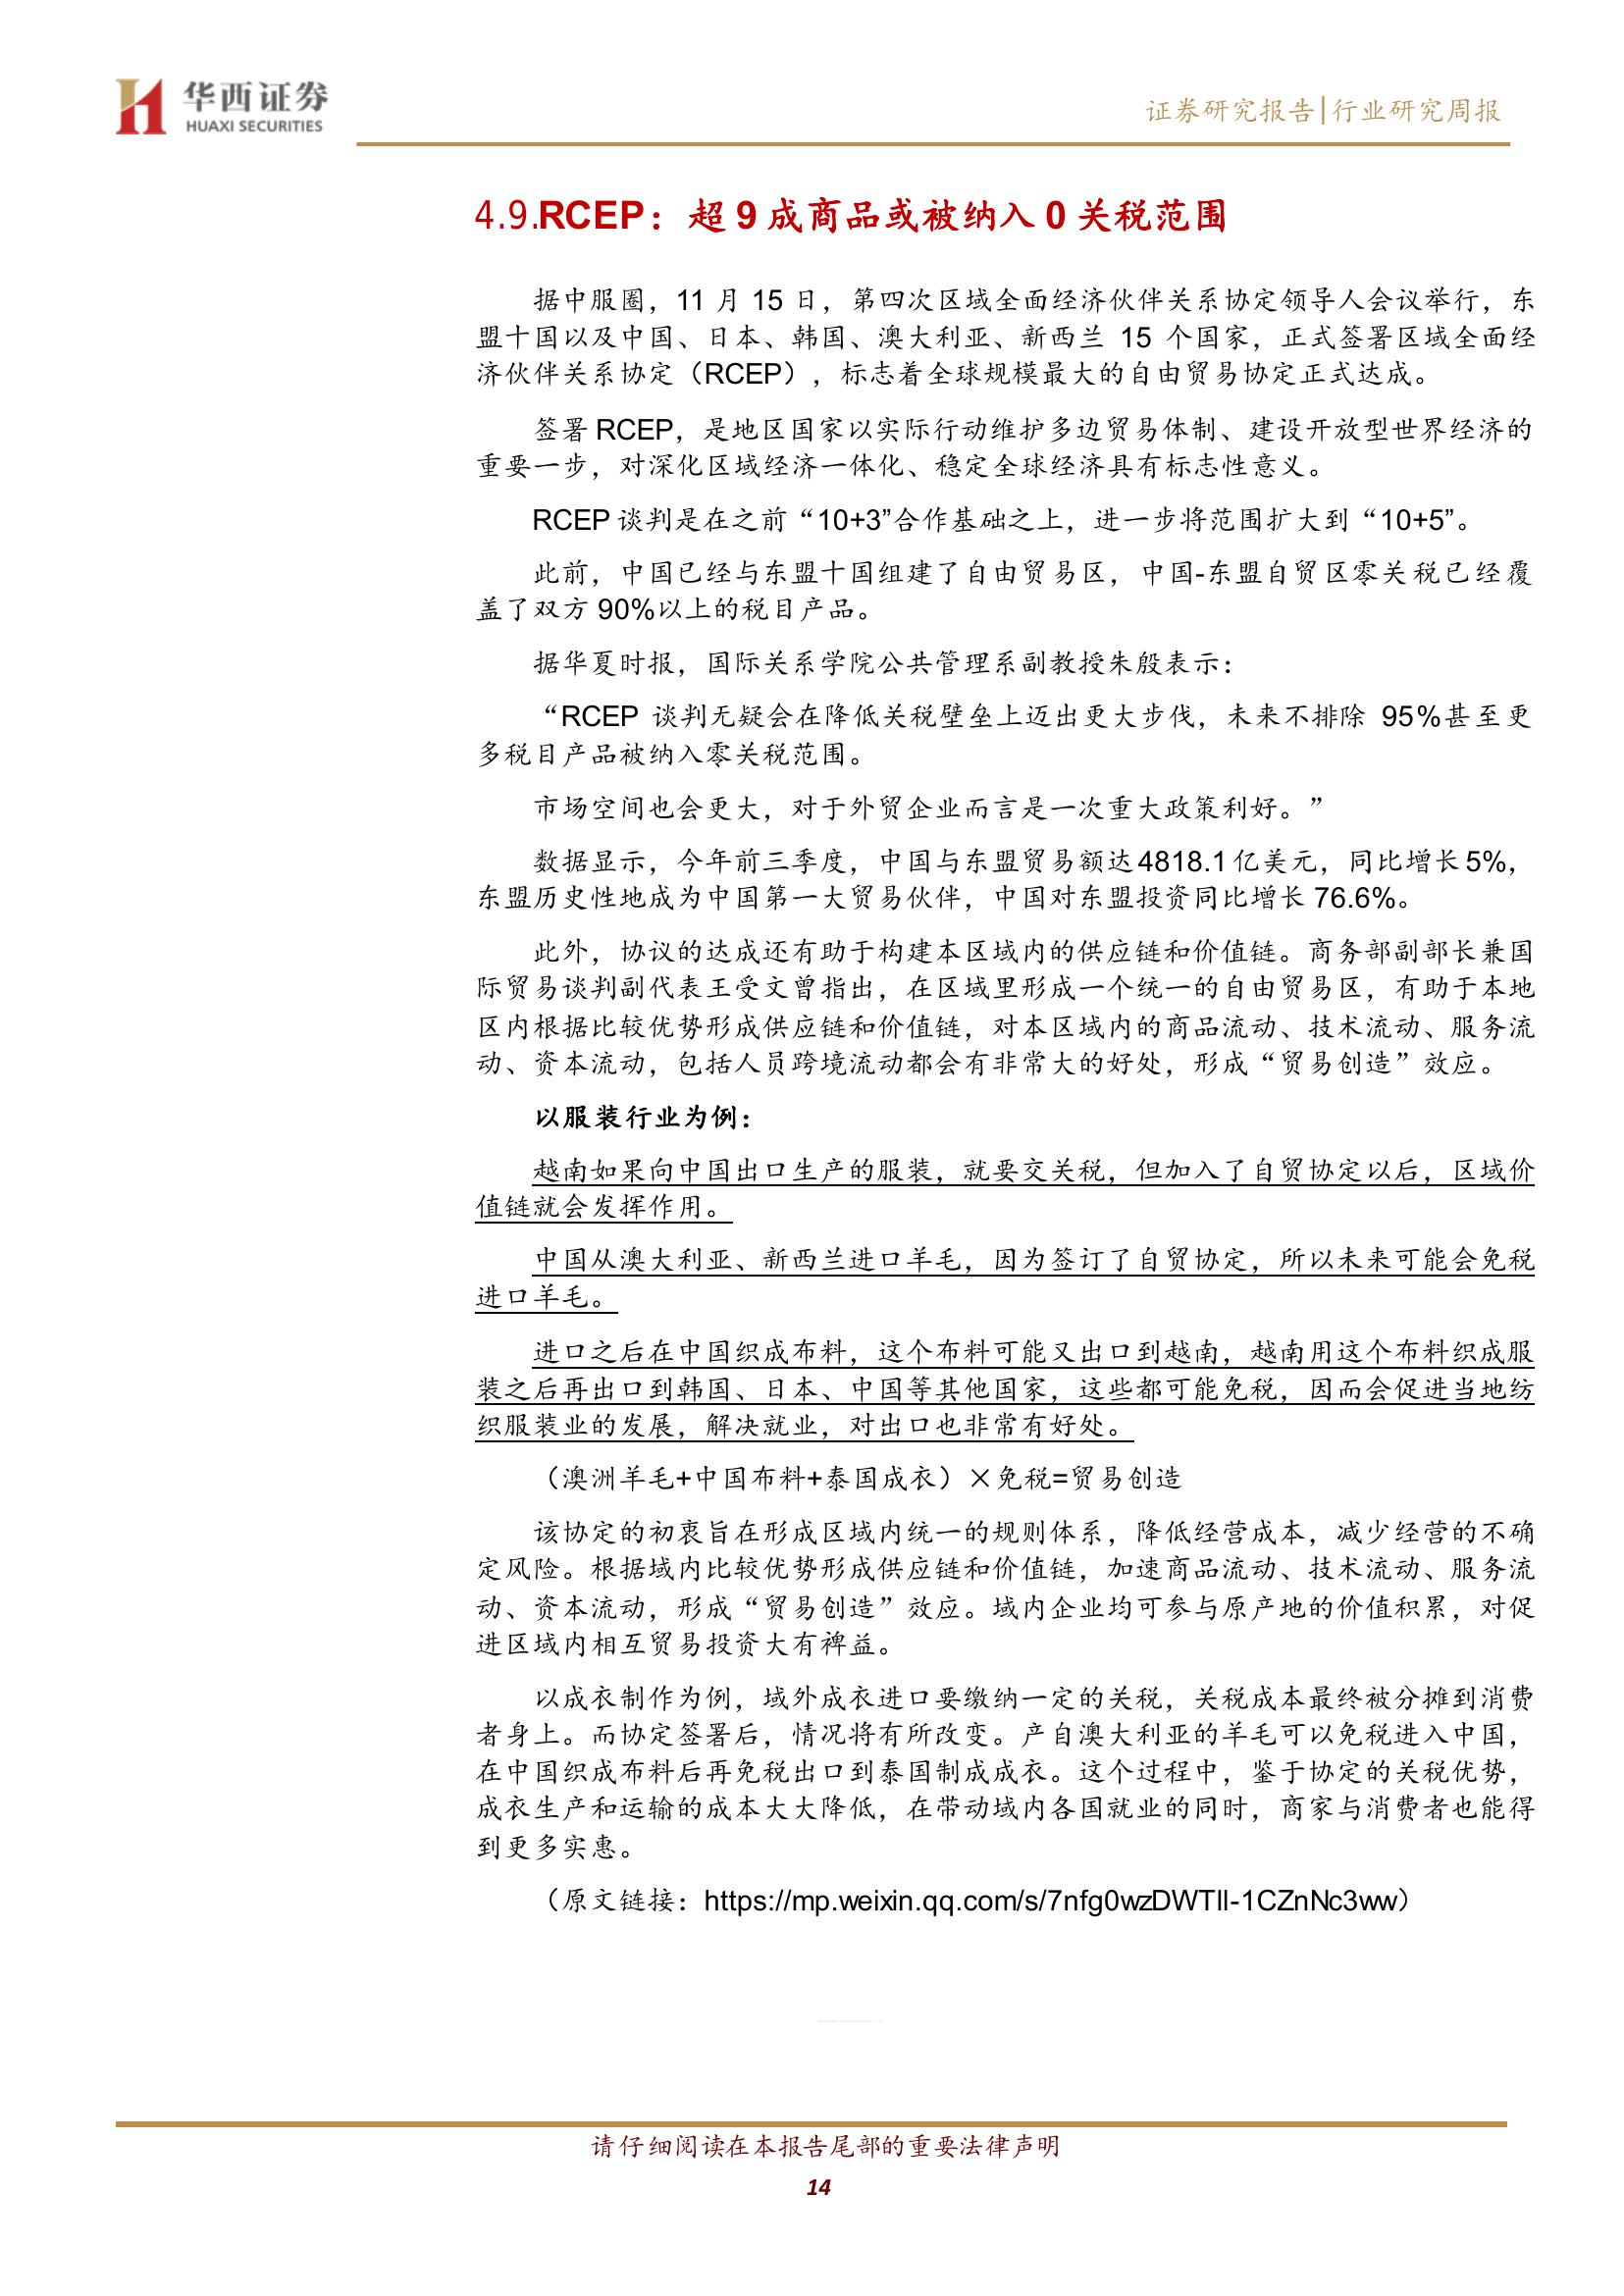 华西证券
HUAXI SECURITIES
证券研究报告|行业研究周报
4.9.RCEP：超 9 成商品或被纳入 0 关税范围
据中服圈，11 月 15 日，第四次区域全面经济伙伴关系协定领导人会议举行，东
盟十国以及中国、日本、韩国、澳大利亚、新西兰 15 个国家，正式签署区域全面经
济伙伴关系协定（RCEP），标志着全球规模最大的自由贸易协定正式达成。
签署 RCEP，是地区国家以实际行动维护多边贸易体制、建设开放型世界经济的
重要一步，对深化区域经济一体化、稳定全球经济具有标志性意义。
RCEP 谈判是在之前“10+3”合作基础之上，进一步将范围扩大到“10+5”。
此前，中国已经与东盟十国组建了自由贸易区，中国-东盟自贸区零关税已经覆
盖了双方 90%以上的税目产品。
据华夏时报，国际关系学院公共管理系副教授朱殷表示：
“RCEP 谈判无疑会在降低关税壁垒上迈出更大步伐，未来不排除 95%甚至更
多税目产品被纳入零关税范围。
市场空间也会更大，对于外贸企业而言是一次重大政策利好。”
数据显示，今年前三季度，中国与东盟贸易额达 4818.1 亿美元，同比增长 5%，
东盟历史性地成为中国第一大贸易伙伴，中国对东盟投资同比增长 76.6%。
此外，协议的达成还有助于构建本区域内的供应链和价值链。商务部副部长兼国
际贸易谈判副代表王受文曾指出，在区域里形成一个统一的自由贸易区，有助于本地
区内根据比较优势形成供应链和价值链，对本区域内的商品流动、技术流动、服务流
动、资本流动，包括人员跨境流动都会有非常大的好处，形成“贸易创造”效应。
以服装行业为例：
越南如果向中国出口生产的服装，就要交关税，但加入了自贸协定以后，区域价
值链就会发挥作用。
中国从澳大利亚、新西兰进口羊毛，因为签订了自贸协定，所以未来可能会免税
进口羊毛。
进口之后在中国织成布料，这个布料可能又出口到越南，越南用这个布料织成服
装之后再出口到韩国、日本、中国等其他国家，这些都可能免税，因而会促进当地纺
织服装业的发展，解决就业，对出口也非常有好处。
（澳洲羊毛+中国布料+泰国成衣）×免税=贸易创造
该协定的初衷旨在形成区域内统一的规则体系，降低经营成本，减少经营的不确
定风险。根据域内比较优势形成供应链和价值链，加速商品流动、技术流动、服务流
动、资本流动，形成“贸易创造”效应。域内企业均可参与原产地的价值积累，对促
进区域内相互贸易投资大有裨益。
以成衣制作为例，域外成衣进口要缴纳一定的关税，关税成本最终被分摊到消费
者身上。而协定签署后，情况将有所改变。产自澳大利亚的羊毛可以免税进入中国，
在中国织成布料后再免税出口到泰国制成成衣。这个过程中，鉴于协定的关税优势，
成衣生产和运输的成本大大降低，在带动域内各国就业的同时，商家与消费者也能得
到更多实惠。
（原文链接：https://mp.weixin.qq.com/s/7nfg0wzDWTlI-1CZnNc3ww）
请仔细阅读在本报告尾部的重要法律声明
14